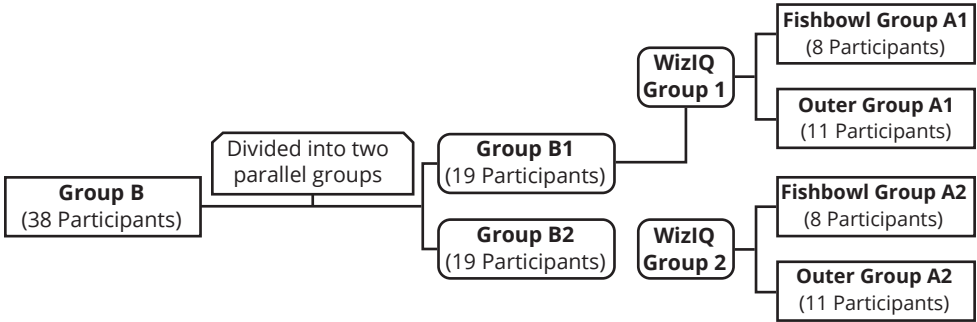 Group B
(38 Participants)
Divided into two
parallel groups
Group B1
(19 Participants)
Group B2
(19 Participants)
WizIQ
Group 1
WizIQ
Group 2
Fishbowl Group A1
(8 Participants)
Outer Group A1
(11 Participants)
Fishbowl Group A2
(8 Participants)
Outer Group A2
(11 Participants)